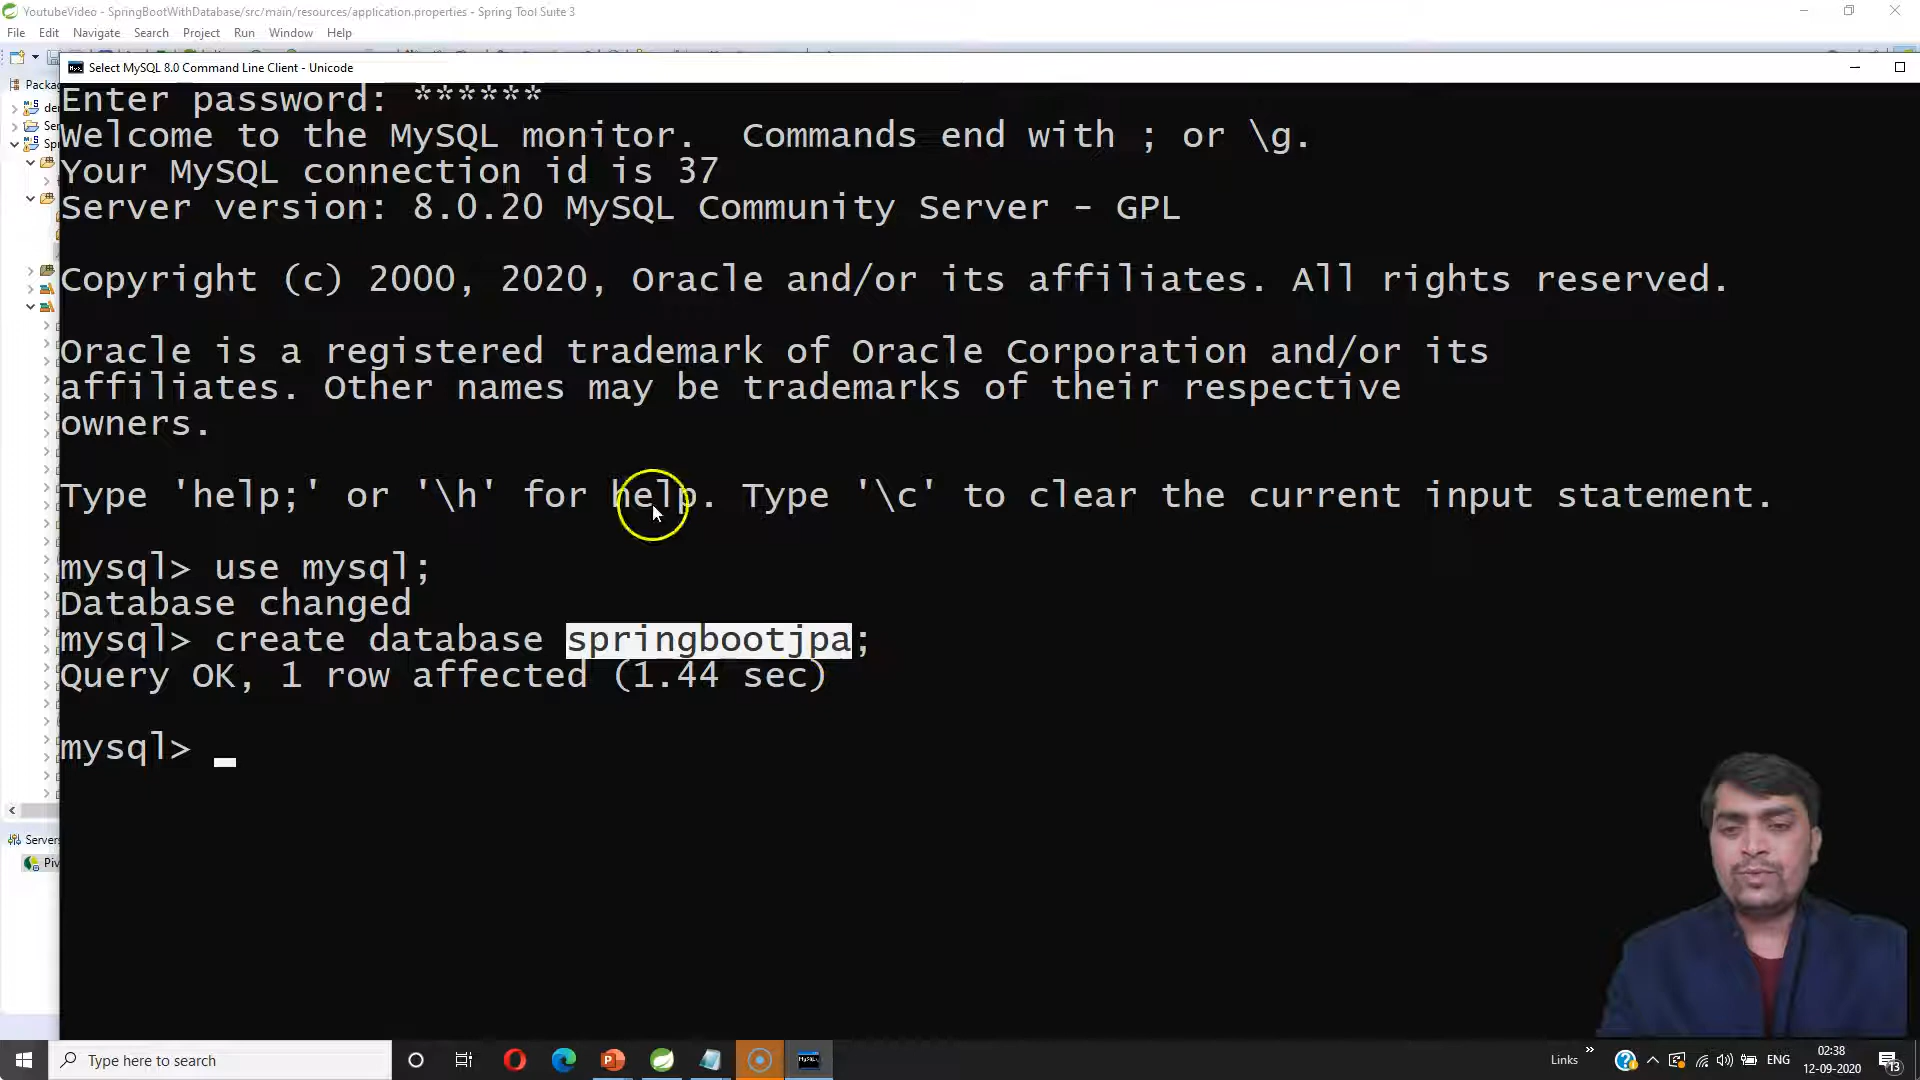 YoutubeVideo - SpringBootWithDatabase/src/main/resources/application.properties - Spring Tool Suite 3
File Edit Navigate Search Project Run Window Help
Select MySQL 8.0 Command Line Client - Unicode
Enter password: ******
Welcome to the MySQL monitor.  Commands end with ; or \g.
Your MySQL connection id is 37
Server version: 8.0.20 MySQL Community Server - GPL
Copyright (c) 2000, 2020, Oracle and/or its affiliates. All rights reserved.
Oracle is a registered trademark of Oracle Corporation and/or its
affiliates. Other names may be trademarks of their respective
owners.
Type 'help;' or '\h' for help. Type '\c' to clear the current input statement.
mysql> use mysql;
Database changed
mysql> create database springbootjpa;
Query OK, 1 row affected (1.44 sec)
mysql>
Servers
Type here to search
Links
ENG
02:38
12-09-2020
13